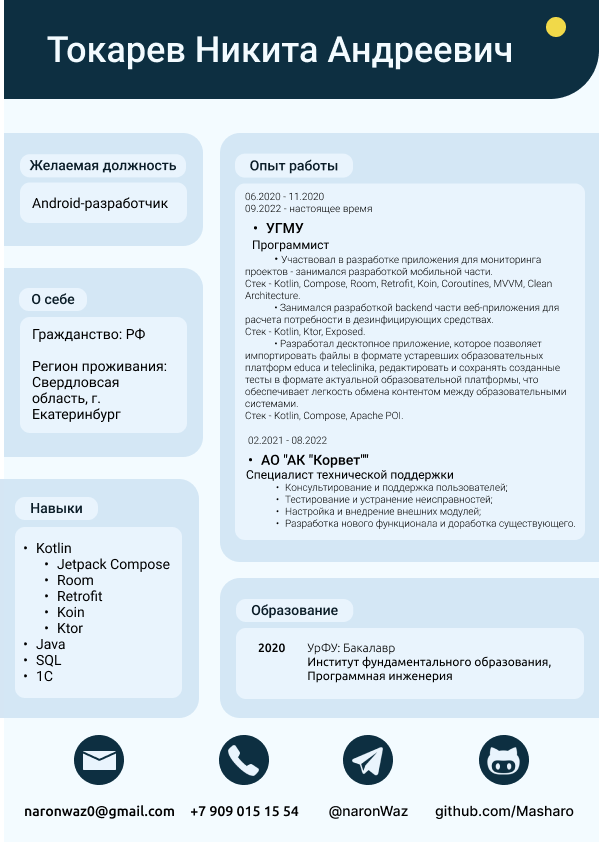 Токарев Никита Андреевич
Желаемая должность
Android-разработчик
О себе
Гражданство: РФ
Регион проживания:
Свердловсая
область, г.
Екатеринбург
Навыки
• Kotlin
• Jetpack Compose
• Room
• Retrofit
• Koin
• Ktor
• Java
• SQL
• 1C
Опыт работы
06.2020 - 11.2020
09.2022 - настоящее время
• УГМУ
Программист
• Участвовал в разработке приложения для мониторинга
проектов - занимался разработкой мобильной части.
Стек - Kotlin, Compose, Room, Retrofit, Koin, Coroutines, MVVM, Clean
Architecture.
• Занимался разработкой backend части веб-приложения для
расчета потребности в дезинфицирующих средствах.
Стек - Kotlin, Ktor, Exposed.
• Разработал десктопное приложение, которое позволяет
импортировать файлы в формате устаревших образовательных
платформ educa и teleclinika, редактировать и сохранять созданные
тесты в формате актуальной образовательной платформы, что
обеспечивает легкость обмена контентом между образовательными
системами.
Стек - Kotlin, Compose, Apache POI.
02.2021 - 08.2022
• АО "АК "Корвет""
Специалист технической поддержки
• Консультирование и поддержка пользователей;
• Тестирование и устранение неисправностей;
• Настройка и внедрение внешних модулей;
• Разработка нового функционала и доработка существующего.
Образование
2020 УрФУ: Бакалавр
Институт фундаментального образования,
Программная инженерия
naronwaz0@gmail.com +7 909 015 15 54 @naronWaz github.com/Masharo